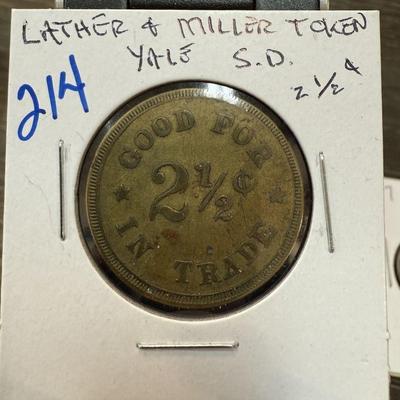 LATHER & MILLER TOKEN
YALE S.D.
2 1/2 ¢
214
GOOD FOR
2 1/2 ¢
IN TRADE